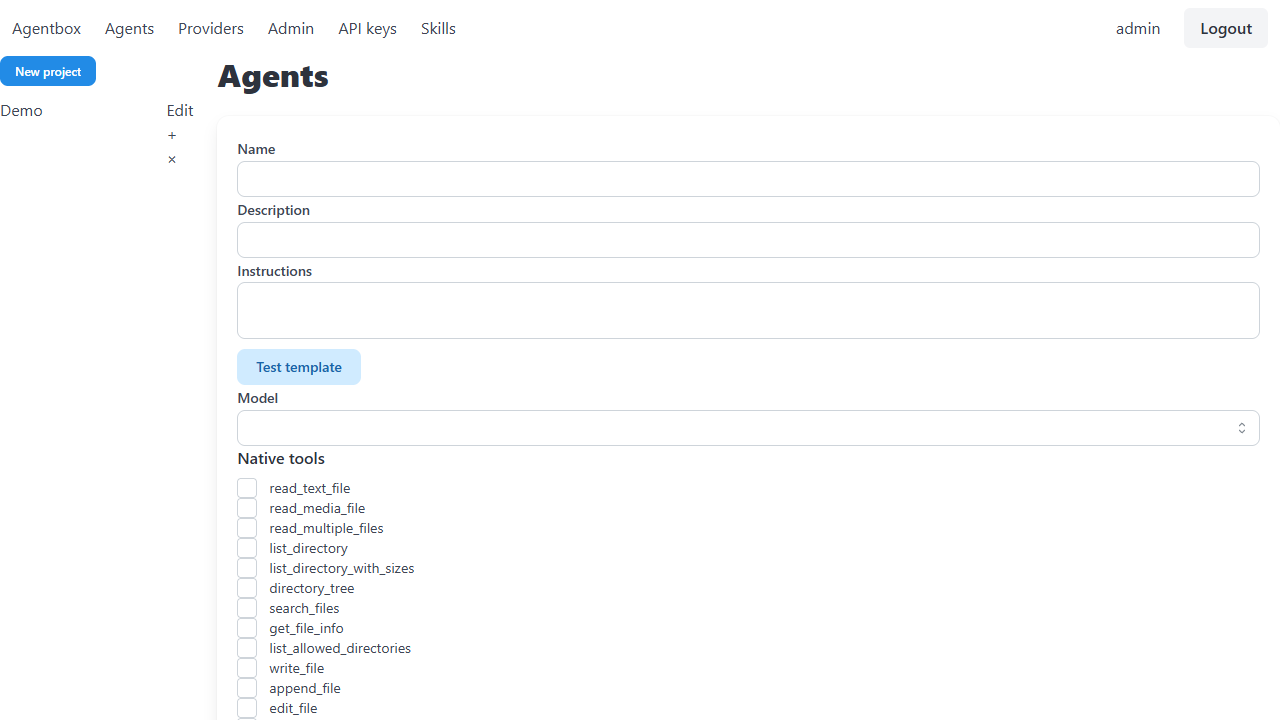 Agentbox Agents Providers Admin API keys Skills admin Logout
New project
Demo Edit
+
×
Agents
Name
Description
Instructions
Test template
Model
Native tools
read_text_file
read_media_file
read_multiple_files
list_directory
list_directory_with_sizes
directory_tree
search_files
get_file_info
list_allowed_directories
write_file
append_file
edit_file